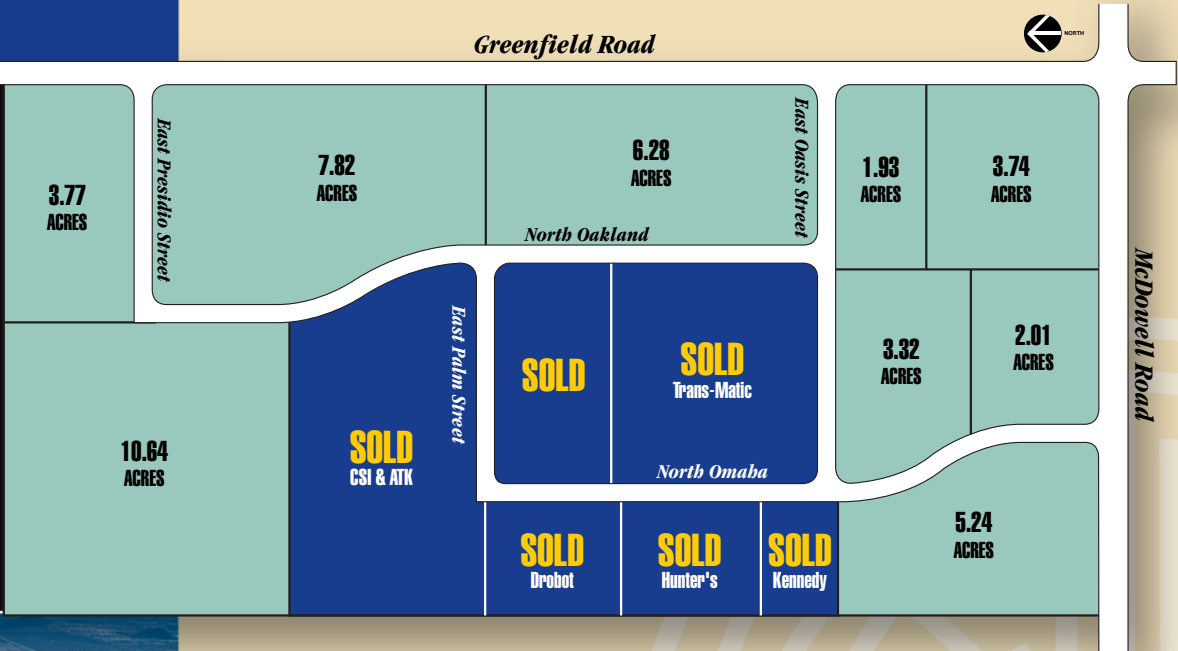 Greenfield Road
NORTH
3.77
ACRES
East Presidio Street
7.82
ACRES
6.28
ACRES
East Oasis Street
1.93
ACRES
3.74
ACRES
North Oakland
McDowell Road
East Palm Street
SOLD
SOLD
Trans-Matic
3.32
ACRES
2.01
ACRES
10.64
ACRES
SOLD
CSI & ATK
North Omaha
SOLD
Drobot
SOLD
Hunter's
SOLD
Kennedy
5.24
ACRES